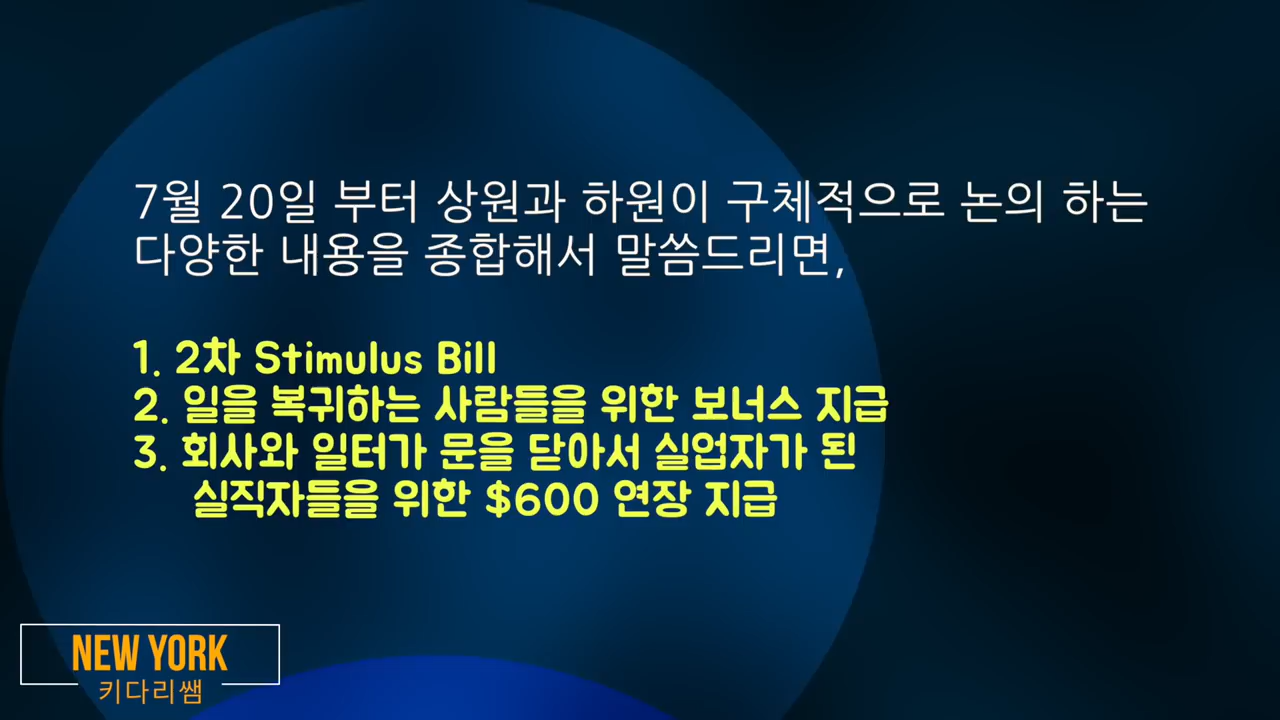 7월 20일 부터 상원과 하원이 구체적으로 논의 하는
다양한 내용을 종합해서 말씀드리면,
1. 2차 Stimulus Bill
2. 일을 복귀하는 사람들을 위한 보너스 지급
3. 회사와 일터가 문을 닫아서 실업자가 된
실직자들을 위한 $600 연장 지급
NEW YORK
키다리쌤